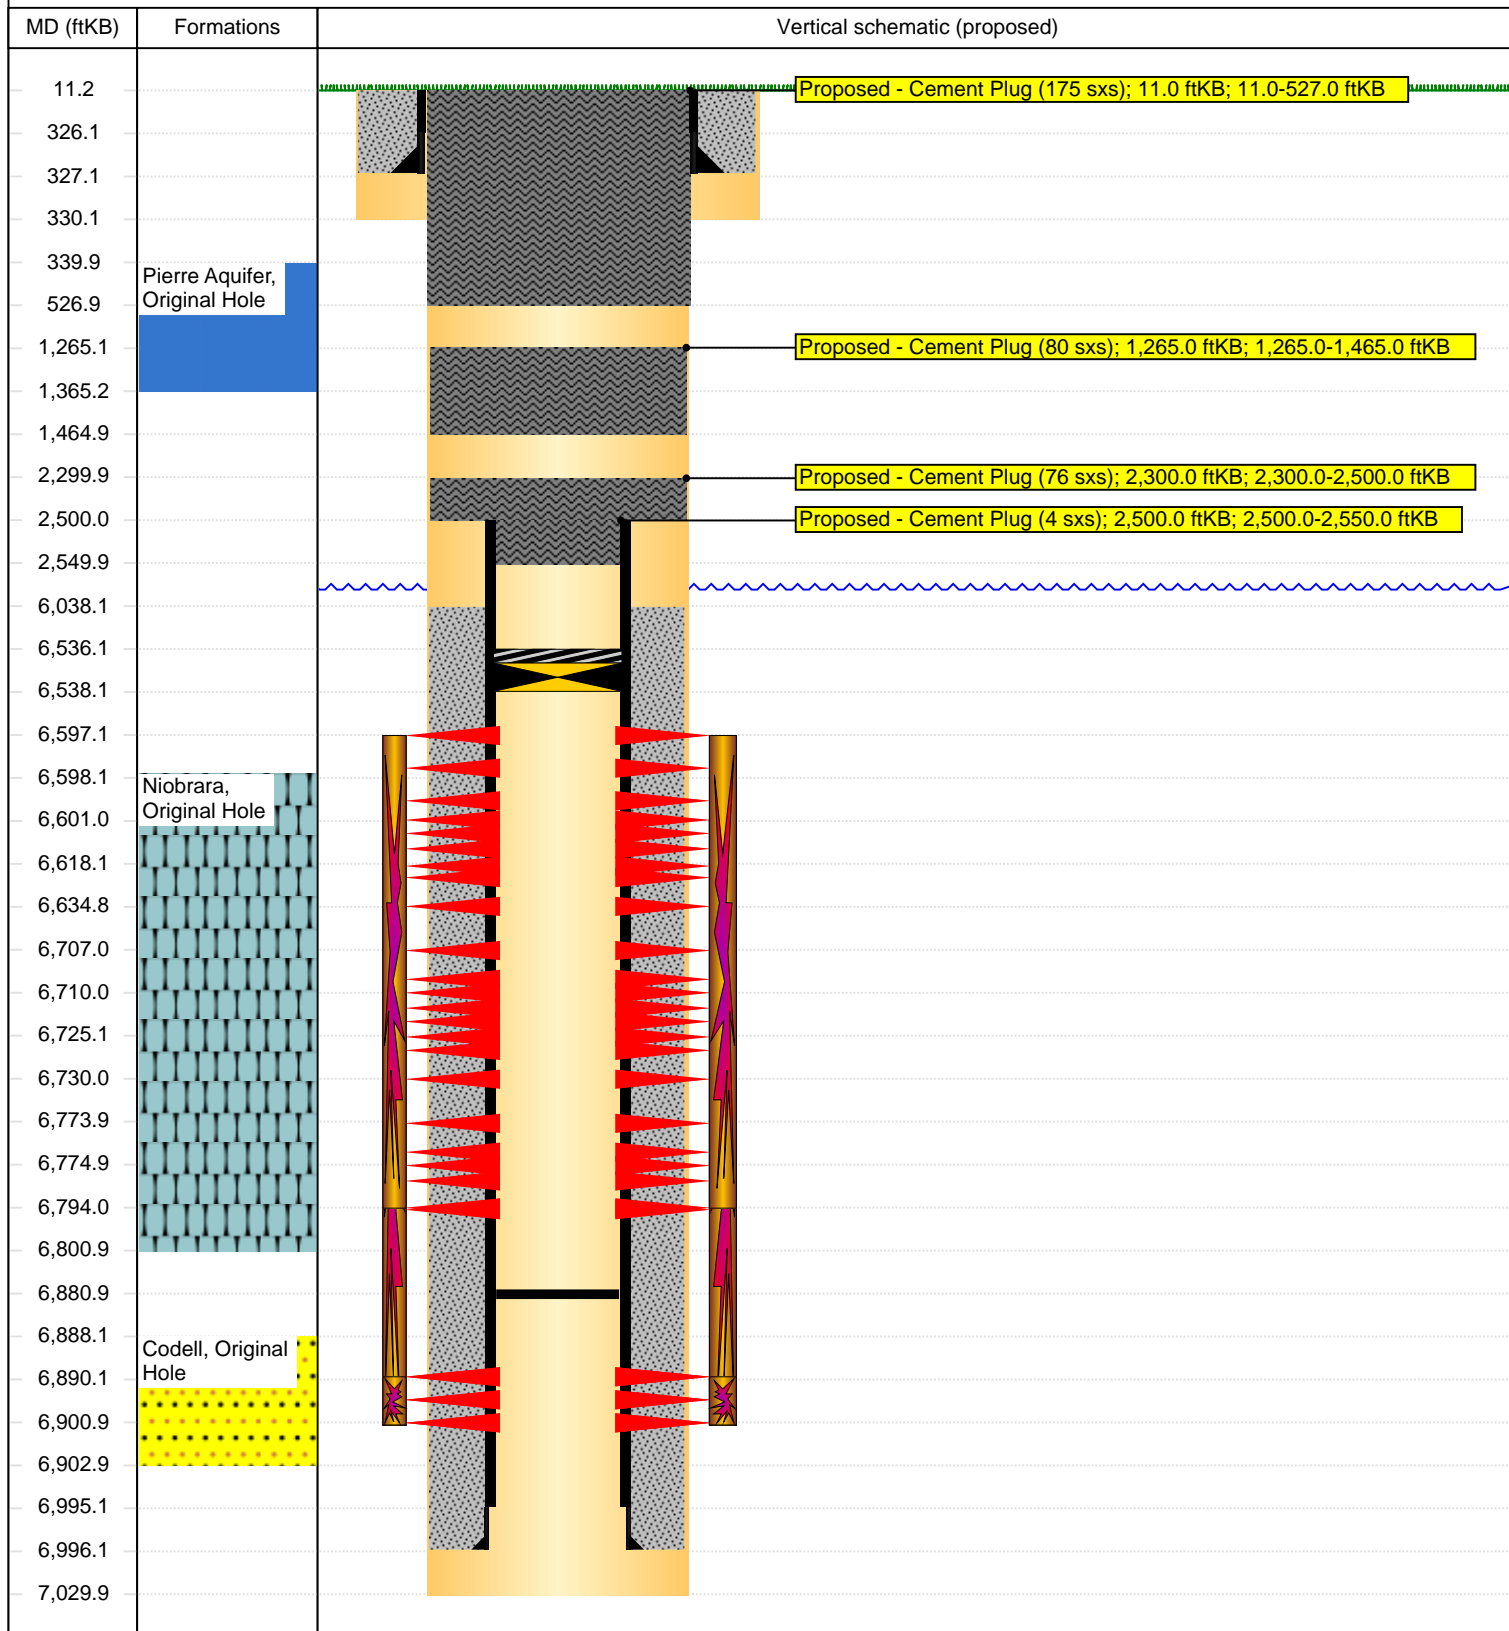 MD (ftKB) Formations Vertical schematic (proposed)
11.2 Proposed - Cement Plug (175 sxs); 11.0 ftKB; 11.0-527.0 ftKB
326.1
327.1
330.1
339.9
Pierre Aquifer,
Original Hole
526.9
1,265.1 Proposed - Cement Plug (80 sxs); 1,265.0 ftKB; 1,265.0-1,465.0 ftKB
1,365.2
1,464.9
2,299.9 Proposed - Cement Plug (76 sxs); 2,300.0 ftKB; 2,300.0-2,500.0 ftKB
2,500.0 Proposed - Cement Plug (4 sxs); 2,500.0 ftKB; 2,500.0-2,550.0 ftKB
2,549.9
6,038.1
6,536.1
6,538.1
6,597.1
6,598.1
Niobrara,
Original Hole
6,601.0
6,618.1
6,634.8
6,707.0
6,710.0
6,725.1
6,730.0
6,773.9
6,774.9
6,794.0
6,800.9
6,880.9
6,888.1
Codell, Original
Hole
6,890.1
6,900.9
6,902.9
6,995.1
6,996.1
7,029.9